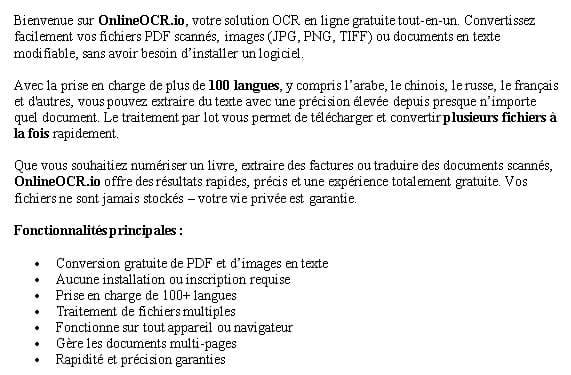 Bienvenue sur OnlineOCR.io, votre solution OCR en ligne gratuite tout-en-un. Convertissez
facilement vos fichiers PDF scannés, images (JPG, PNG, TIFF) ou documents en texte
modifiable, sans avoir besoin d’installer un logiciel.
Avec la prise en charge de plus de 100 langues, y compris l’arabe, le chinois, le russe, le français
et d'autres, vous pouvez extraire du texte avec une précision élevée depuis presque n’importe
quel document. Le traitement par lot vous permet de télécharger et convertir plusieurs fichiers à
la fois rapidement.
Que vous souhaitiez numériser un livre, extraire des factures ou traduire des documents scannés,
OnlineOCR.io offre des résultats rapides, précis et une expérience totalement gratuite. Vos
fichiers ne sont jamais stockés – votre vie privée est garantie.
Fonctionnalités principales :
• Conversion gratuite de PDF et d’images en texte
• Aucune installation ou inscription requise
• Prise en charge de 100+ langues
• Traitement de fichiers multiples
• Fonctionne sur tout appareil ou navigateur
• Gère les documents multi-pages
• Rapidité et précision garanties